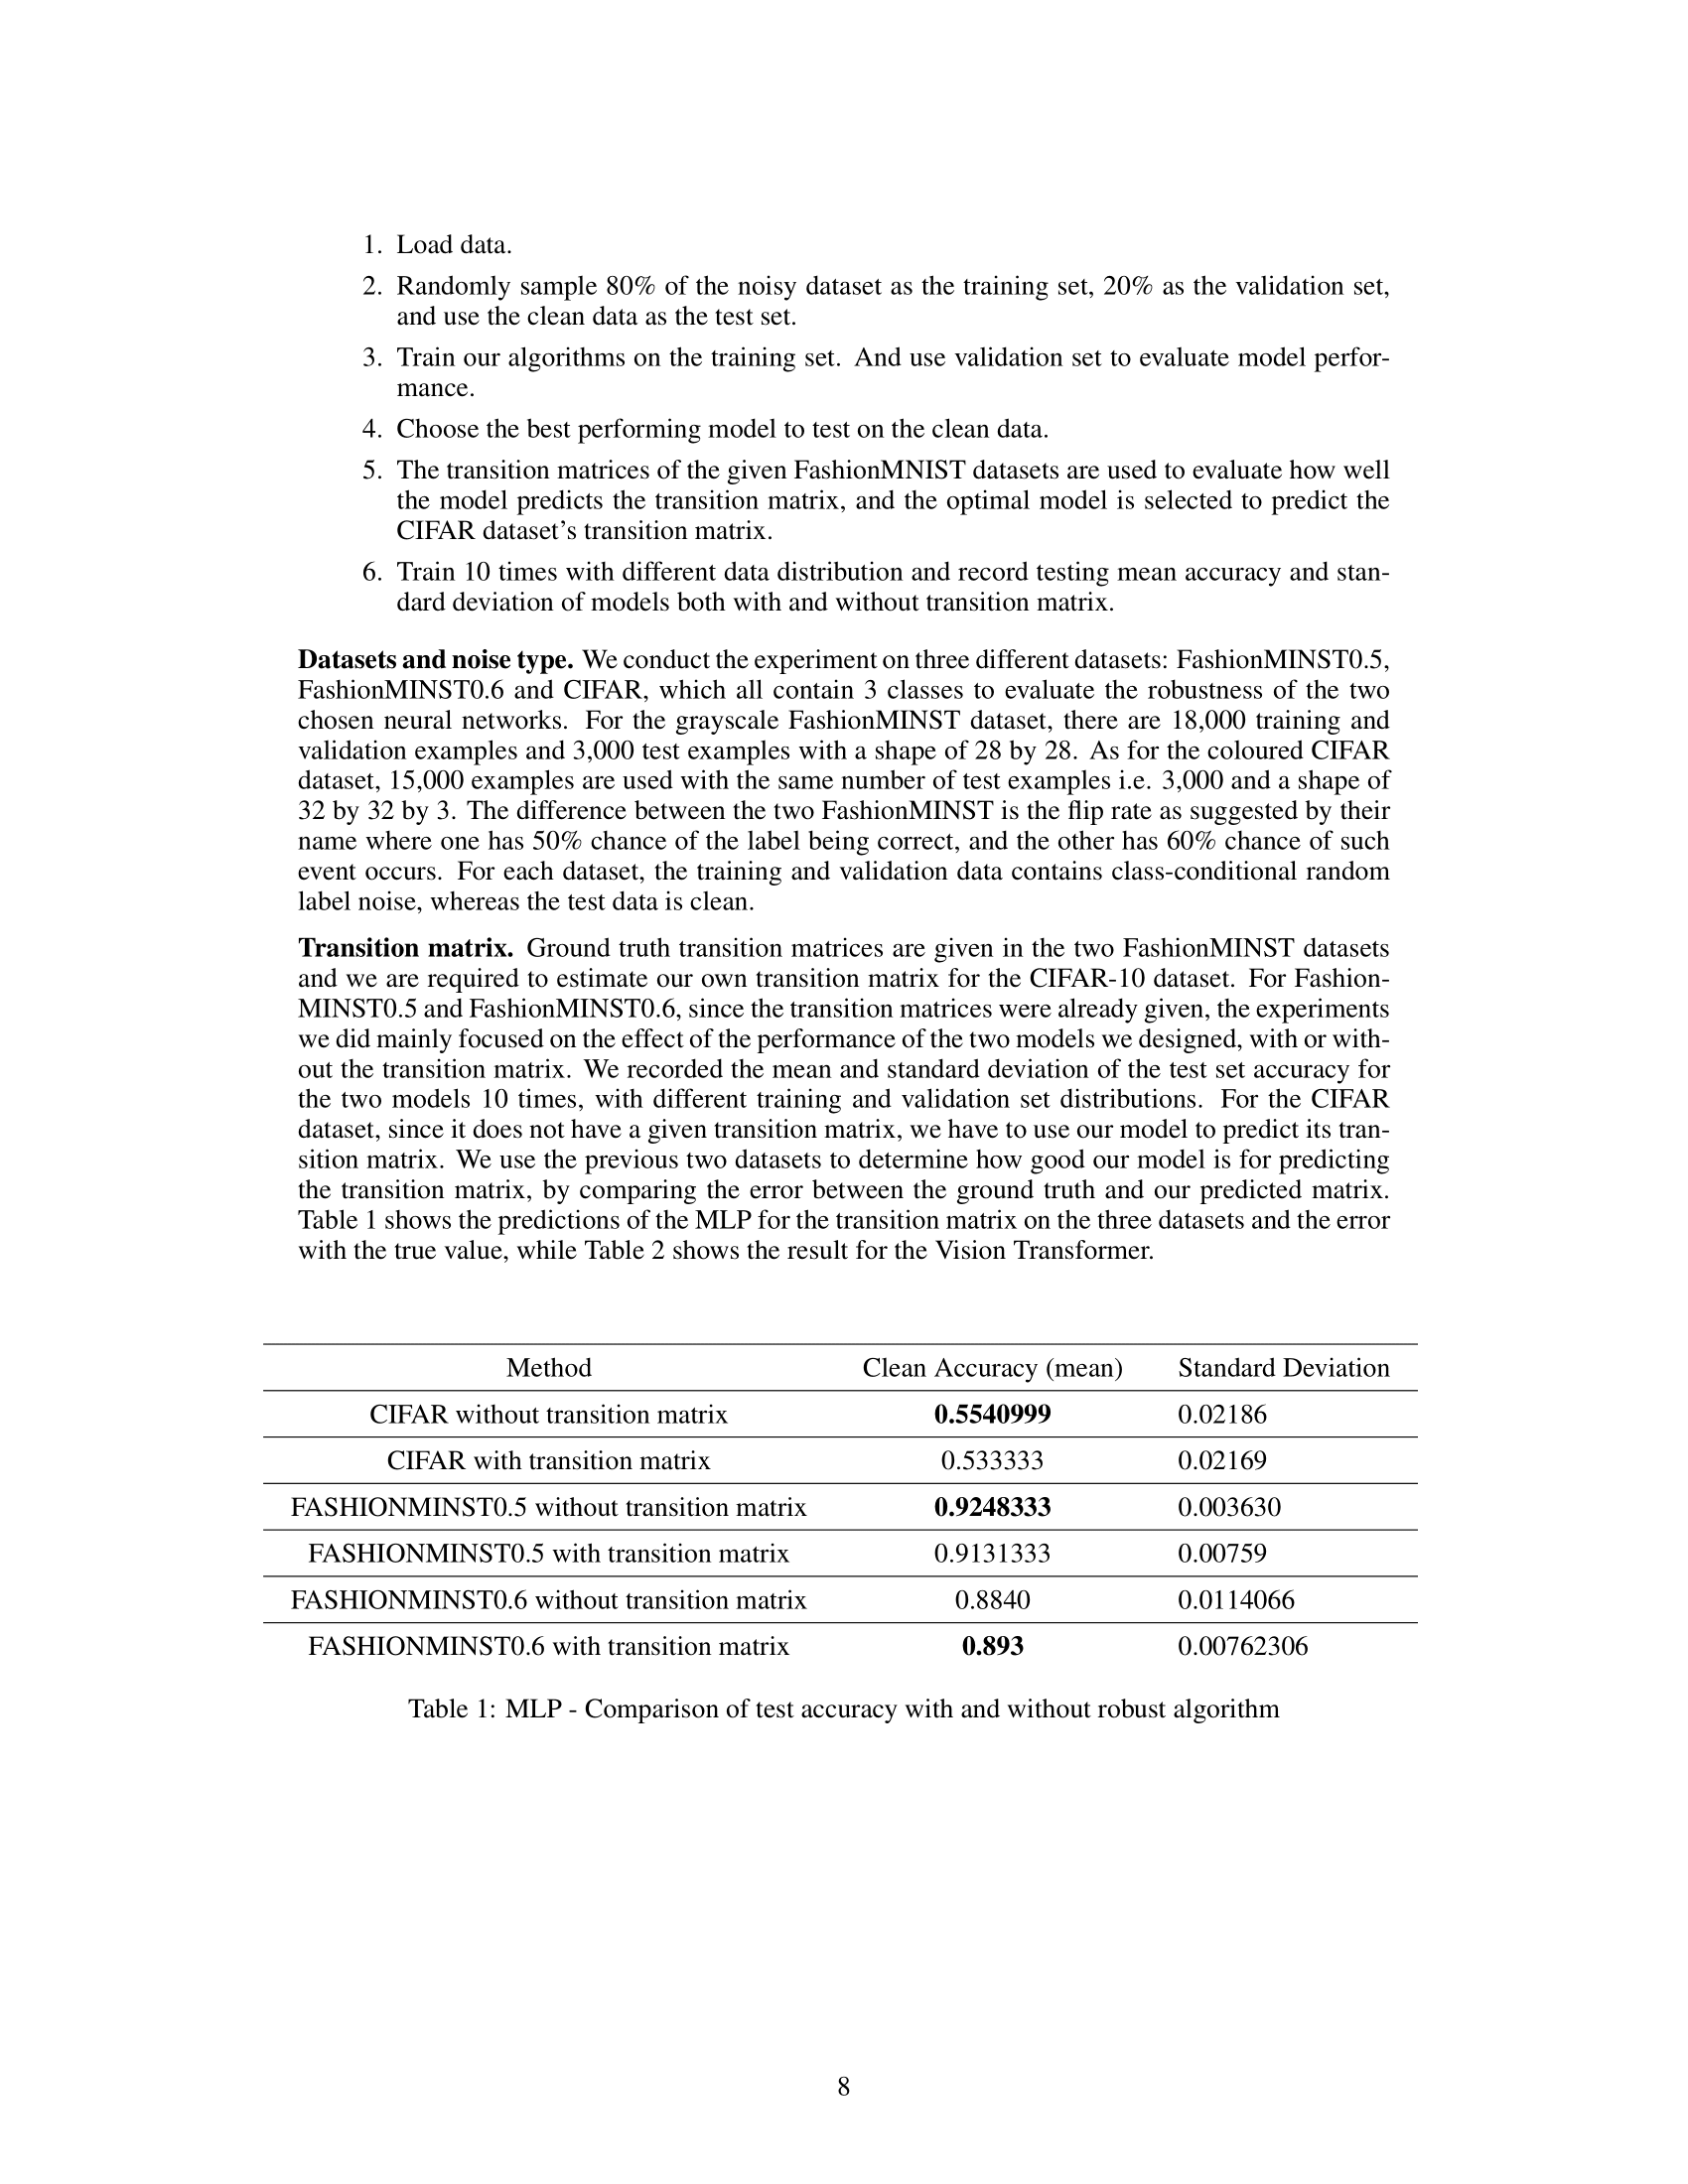 1. Load data.
2. Randomly sample 80% of the noisy dataset as the training set, 20% as the validation set,
and use the clean data as the test set.
3. Train our algorithms on the training set. And use validation set to evaluate model perfor-
mance.
4. Choose the best performing model to test on the clean data.
5. The transition matrices of the given FashionMNIST datasets are used to evaluate how well
the model predicts the transition matrix, and the optimal model is selected to predict the
CIFAR dataset's transition matrix.
6. Train 10 times with different data distribution and record testing mean accuracy and stan-
dard deviation of models both with and without transition matrix.
Datasets and noise type. We conduct the experiment on three different datasets: FashionMINST0.5,
FashionMINST0.6 and CIFAR, which all contain 3 classes to evaluate the robustness of the two
chosen neural networks. For the grayscale FashionMINST dataset, there are 18,000 training and
validation examples and 3,000 test examples with a shape of 28 by 28. As for the coloured CIFAR
dataset, 15,000 examples are used with the same number of test examples i.e. 3,000 and a shape of
32 by 32 by 3. The difference between the two FashionMINST is the flip rate as suggested by their
name where one has 50% chance of the label being correct, and the other has 60% chance of such
event occurs. For each dataset, the training and validation data contains class-conditional random
label noise, whereas the test data is clean.
Transition matrix. Ground truth transition matrices are given in the two FashionMINST datasets
and we are required to estimate our own transition matrix for the CIFAR-10 dataset. For Fashion-
MINST0.5 and FashionMINST0.6, since the transition matrices were already given, the experiments
we did mainly focused on the effect of the performance of the two models we designed, with or with-
out the transition matrix. We recorded the mean and standard deviation of the test set accuracy for
the two models 10 times, with different training and validation set distributions. For the CIFAR
dataset, since it does not have a given transition matrix, we have to use our model to predict its tran-
sition matrix. We use the previous two datasets to determine how good our model is for predicting
the transition matrix, by comparing the error between the ground truth and our predicted matrix.
Table 1 shows the predictions of the MLP for the transition matrix on the three datasets and the error
with the true value, while Table 2 shows the result for the Vision Transformer.
Method Clean Accuracy (mean) Standard Deviation
CIFAR without transition matrix 0.5540999 0.02186
CIFAR with transition matrix 0.533333 0.02169
FASHIONMINST0.5 without transition matrix 0.9248333 0.003630
FASHIONMINST0.5 with transition matrix 0.9131333 0.00759
FASHIONMINST0.6 without transition matrix 0.8840 0.0114066
FASHIONMINST0.6 with transition matrix 0.893 0.00762306
Table 1: MLP - Comparison of test accuracy with and without robust algorithm
8